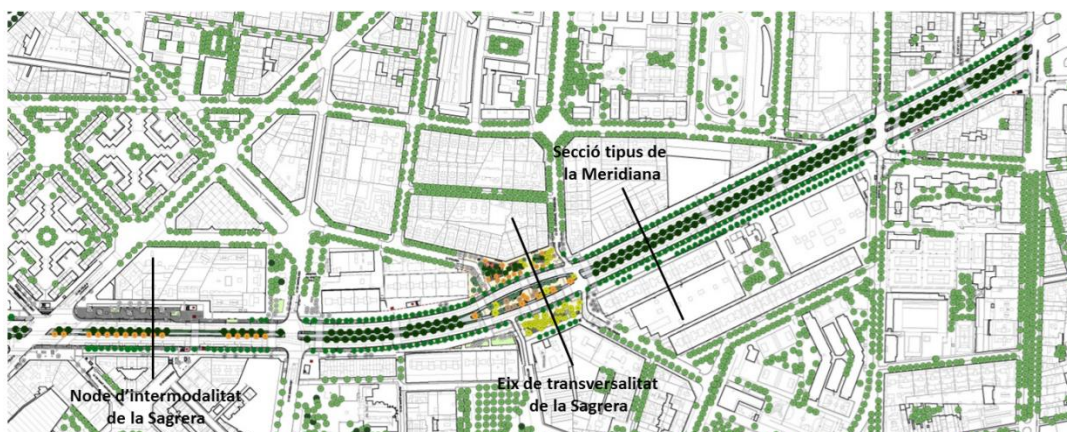 Secció tipus de
la Meridiana
Node d'intermodalitat
de la Sagrera
Eix de transversalitat
de la Sagrera